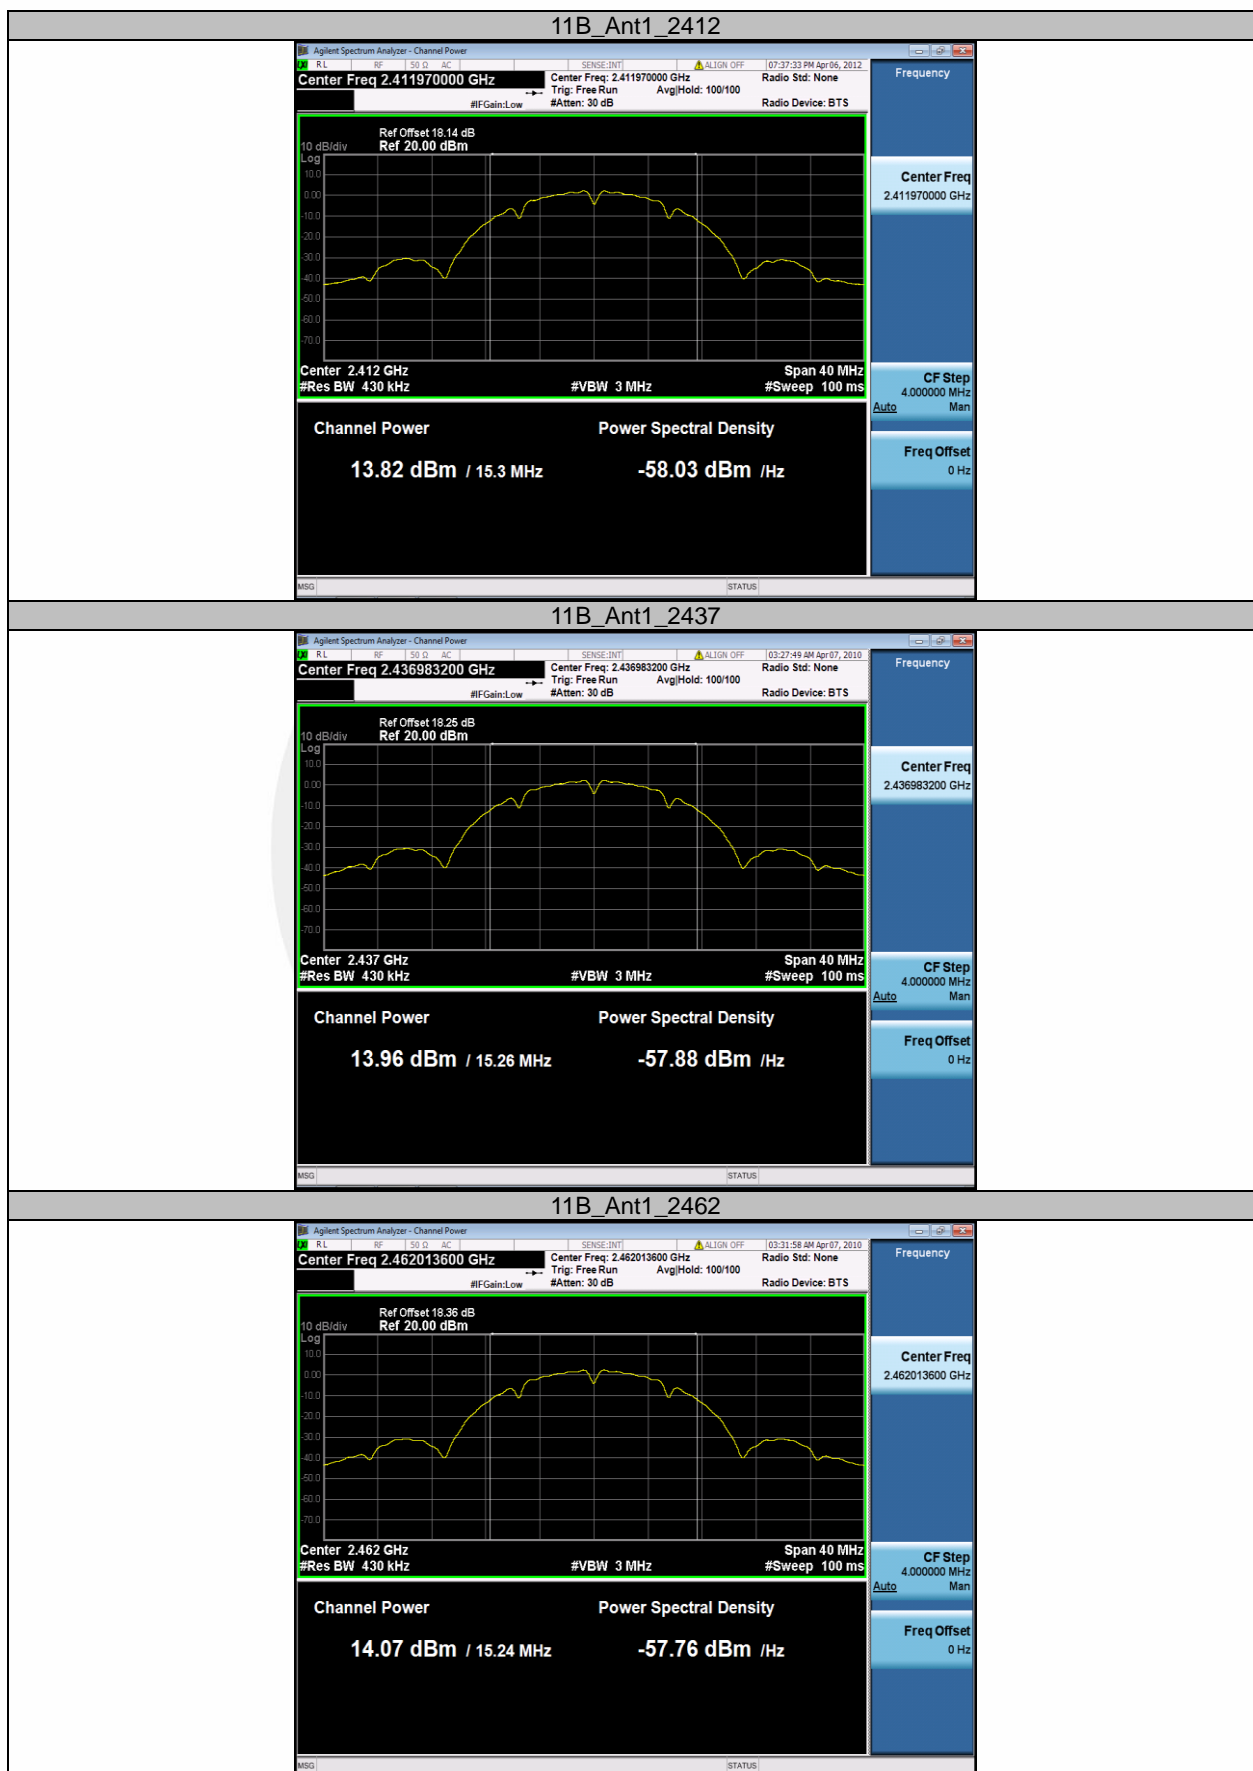 11B_Ant1_2412
Agilent Spectrum Analyzer - Channel Power
RL RF 50 Ω AC SENSE:INT ALIGN OFF 07:37:33 PM Apr 06, 2012
Center Freq 2.411970000 GHz
Center Freq: 2.411970000 GHz Radio Std: None
Trig: Free Run Avg|Hold: 100/100
#IFGain:Low #Atten: 30 dB Radio Device: BTS
Frequency
Ref Offset 18.14 dB
10 dB/div Ref 20.00 dBm
Log
10.0
0.00
-10.0
-20.0
-30.0
-40.0
-50.0
-60.0
-70.0
Center Freq
2.411970000 GHz
Center 2.412 GHz Span 40 MHz
#Res BW 430 kHz #VBW 3 MHz #Sweep 100 ms
CF Step
4.000000 MHz
Auto Man
Channel Power Power Spectral Density
13.82 dBm / 15.3 MHz -58.03 dBm /Hz
Freq Offset
0 Hz
MSG STATUS
11B_Ant1_2437
Agilent Spectrum Analyzer - Channel Power
RL RF 50 Ω AC SENSE:INT ALIGN OFF 03:27:49 AM Apr 07, 2010
Center Freq 2.436983200 GHz
Center Freq: 2.436983200 GHz Radio Std: None
Trig: Free Run Avg|Hold: 100/100
#IFGain:Low #Atten: 30 dB Radio Device: BTS
Frequency
Ref Offset 18.25 dB
10 dB/div Ref 20.00 dBm
Log
10.0
0.00
-10.0
-20.0
-30.0
-40.0
-50.0
-60.0
-70.0
Center Freq
2.436983200 GHz
Center 2.437 GHz Span 40 MHz
#Res BW 430 kHz #VBW 3 MHz #Sweep 100 ms
CF Step
4.000000 MHz
Auto Man
Channel Power Power Spectral Density
13.96 dBm / 15.26 MHz -57.88 dBm /Hz
Freq Offset
0 Hz
MSG STATUS
11B_Ant1_2462
Agilent Spectrum Analyzer - Channel Power
RL RF 50 Ω AC SENSE:INT ALIGN OFF 03:31:58 AM Apr 07, 2010
Center Freq 2.462013600 GHz
Center Freq: 2.462013600 GHz Radio Std: None
Trig: Free Run Avg|Hold: 100/100
#IFGain:Low #Atten: 30 dB Radio Device: BTS
Frequency
Ref Offset 18.36 dB
10 dB/div Ref 20.00 dBm
Log
10.0
0.00
-10.0
-20.0
-30.0
-40.0
-50.0
-60.0
-70.0
Center Freq
2.462013600 GHz
Center 2.462 GHz Span 40 MHz
#Res BW 430 kHz #VBW 3 MHz #Sweep 100 ms
CF Step
4.000000 MHz
Auto Man
Channel Power Power Spectral Density
14.07 dBm / 15.24 MHz -57.76 dBm /Hz
Freq Offset
0 Hz
MSG STATUS